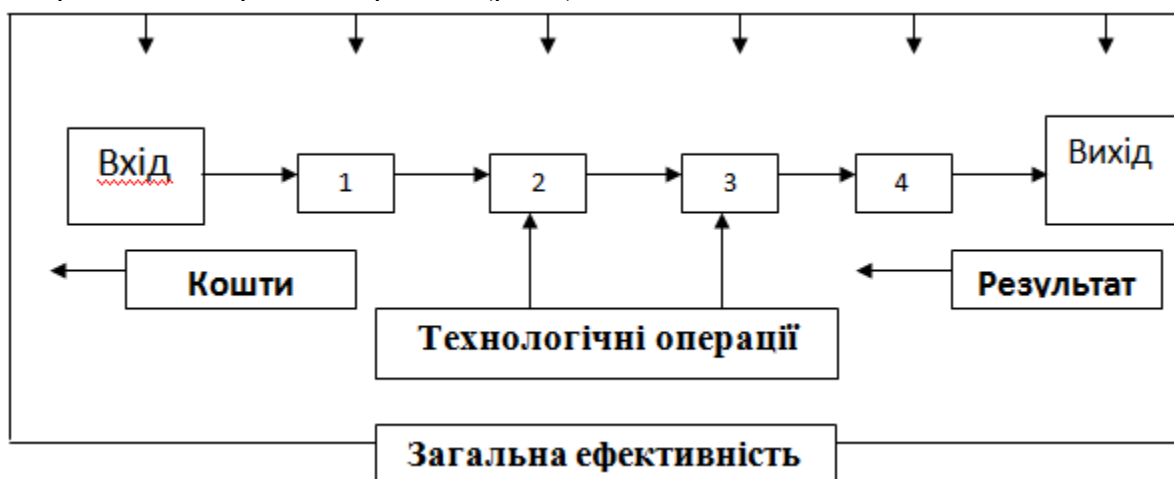 Вхід
1
2
3
4
Вихід
Кошти
Результат
Технологічні операції
Загальна ефективність